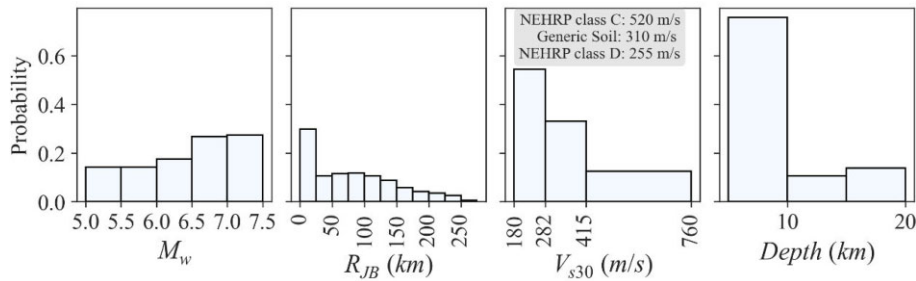 Probability
0.0
0.2
0.4
0.6
5.0 5.5 6.0 6.5 7.0 7.5
M_w
0 50 100 150 200 250
R_JB (km)
NEHRP class C: 520 m/s
Generic Soil: 310 m/s
NEHRP class D: 255 m/s
180 282 415 760
V_s30 (m/s)
10 20
Depth (km)